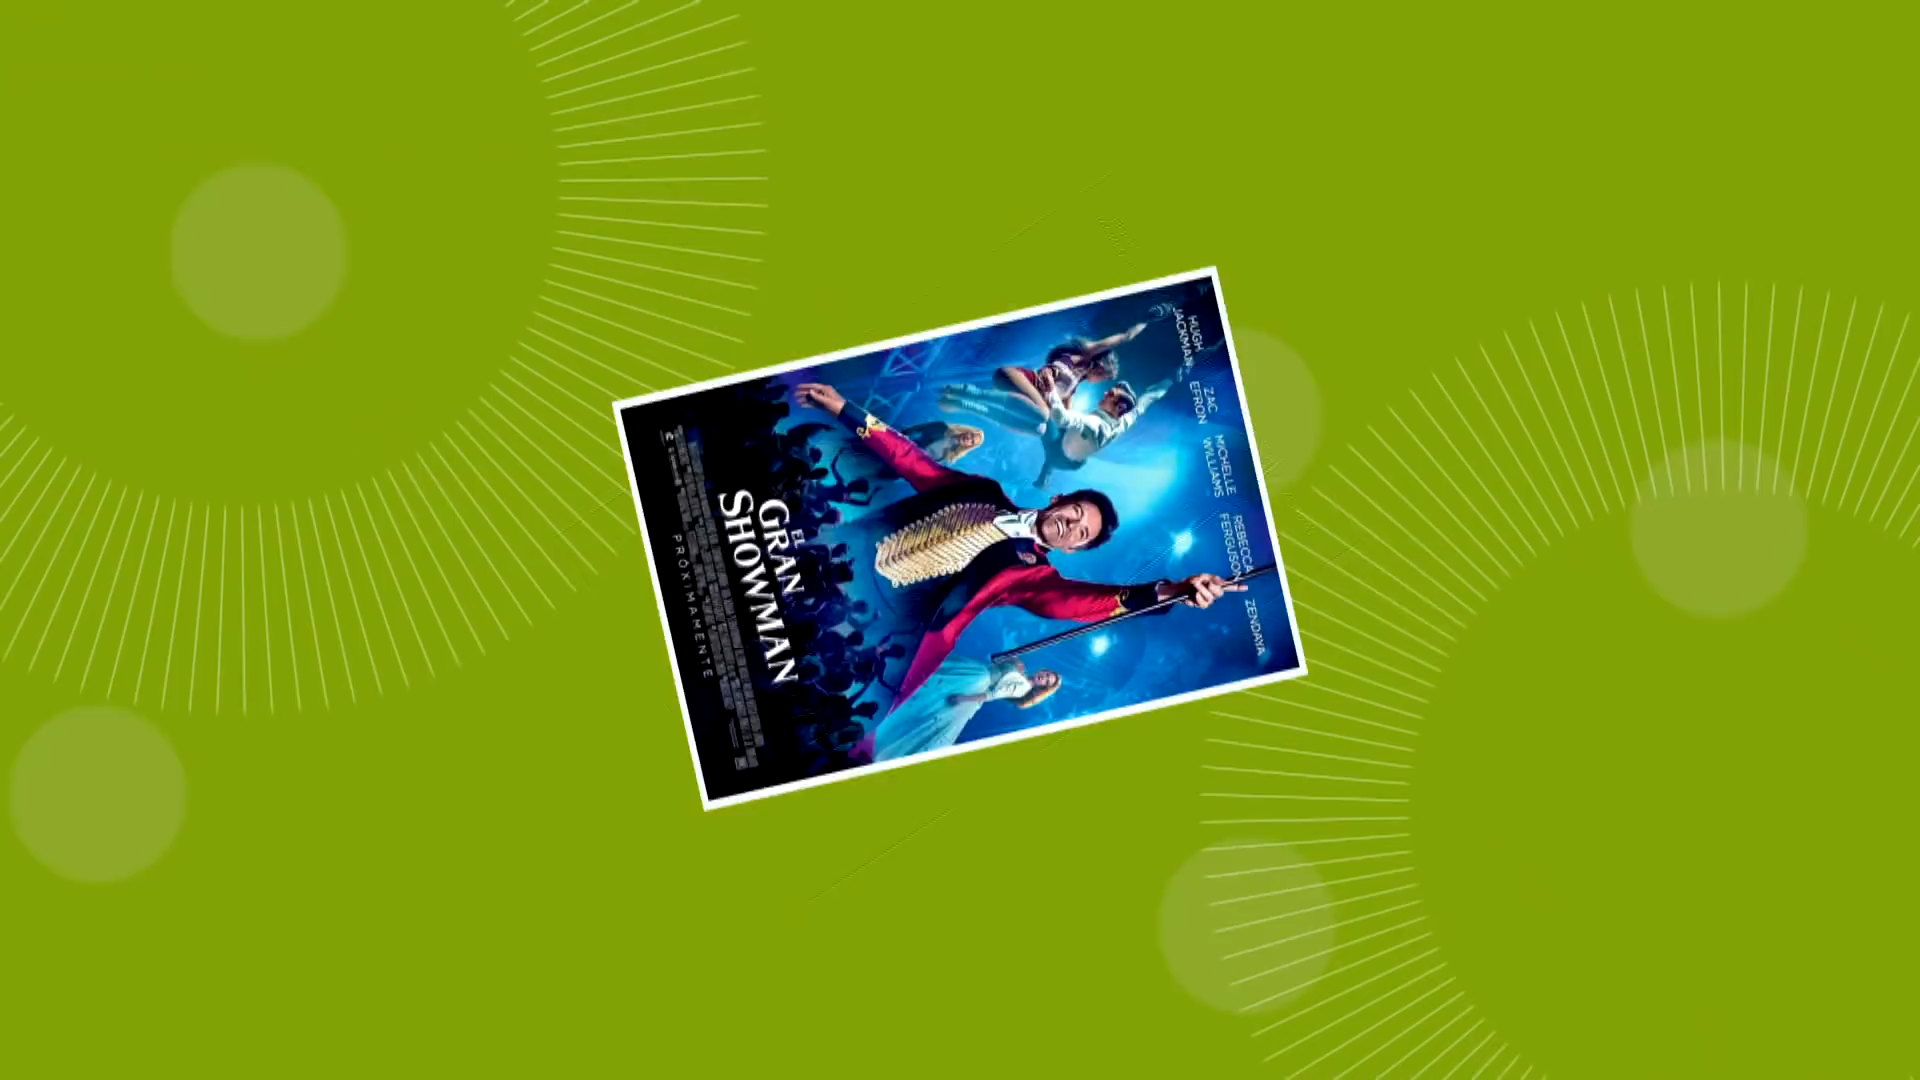 HUGH JACKMAN
ZAC EFRON
MICHELLE WILLIAMS
REBECCA FERGUSON
ZENDAYA
EL
GRAN
SHOWMAN
PRÓXIMAMENTE